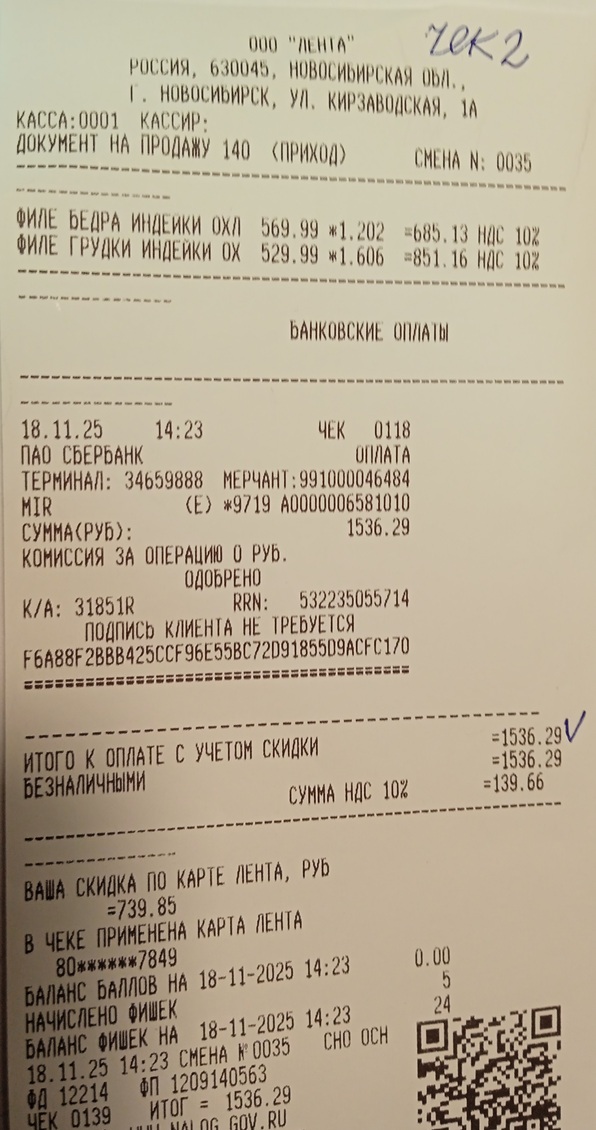 ООО "ЛЕНТА"
чек 2
РОССИЯ, 630045, НОВОСИБИРСКАЯ ОБЛ.,
Г. НОВОСИБИРСК, УЛ. КИРЗАВОДСКАЯ, 1А
КАССА:0001 КАССИР:
ДОКУМЕНТ НА ПРОДАЖУ 140 (ПРИХОД) СМЕНА N: 0035
ФИЛЕ БЕДРА ИНДЕЙКИ ОХЛ 569.99 *1.202 =685.13 НДС 10%
ФИЛЕ ГРУДКИ ИНДЕЙКИ ОХ 529.99 *1.606 =851.16 НДС 10%
БАНКОВСКИЕ ОПЛАТЫ
18.11.25 14:23 ЧЕК 0118
ПАО СБЕРБАНК ОПЛАТА
ТЕРМИНАЛ: 34659888 МЕРЧАНТ:991000046484
MIR (E) *9719 A0000006581010
СУММА(РУБ): 1536.29
КОМИССИЯ ЗА ОПЕРАЦИЮ 0 РУБ.
ОДОБРЕНО
К/А: 31851R RRN: 532235055714
ПОДПИСЬ КЛИЕНТА НЕ ТРЕБУЕТСЯ
F6A88F2BBB425CCF96E55BC72D91855D9ACFC170
ИТОГО К ОПЛАТЕ С УЧЕТОМ СКИДКИ =1536.29
БЕЗНАЛИЧНЫМИ =1536.29
СУММА НДС 10% =139.66
ВАША СКИДКА ПО КАРТЕ ЛЕНТА, РУБ
=739.85
В ЧЕКЕ ПРИМЕНЕНА КАРТА ЛЕНТА
80******7849
БАЛАНС БАЛЛОВ НА 18-11-2025 14:23 0.00
НАЧИСЛЕНО ФИШЕК 5
БАЛАНС ФИШЕК НА 18-11-2025 14:23 24
18.11.25 14:23 СМЕНА №0035 СНО ОСН
ФД 12214 ФП 1209140563
ЧЕК 0139 ИТОГ = 1536.29
NALOG.GOV.RU